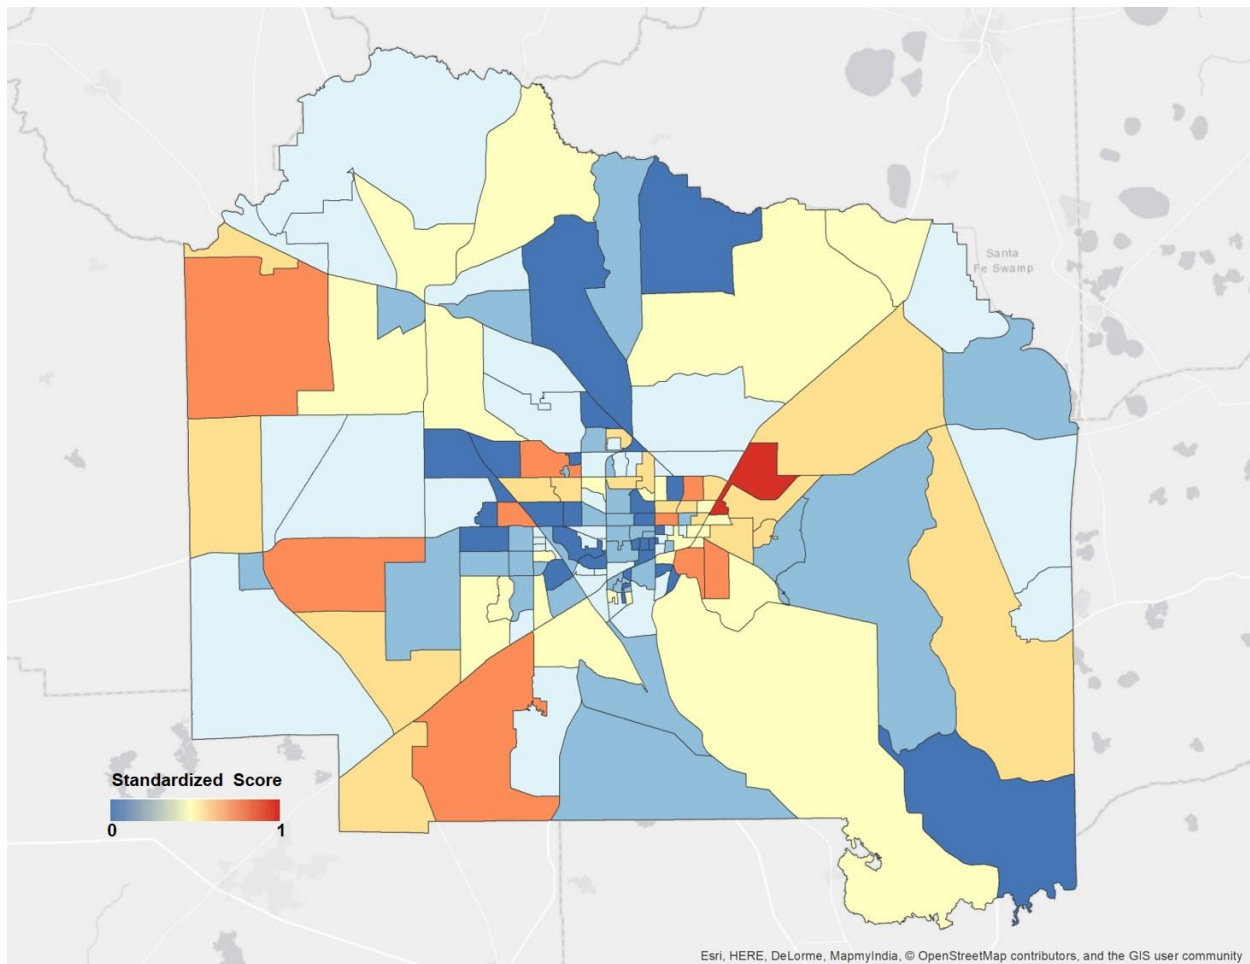 Santa
Fe Swamp
Standardized Score
0
1
Esri, HERE, DeLorme, MapmyIndia, © OpenStreetMap contributors, and the GIS user community